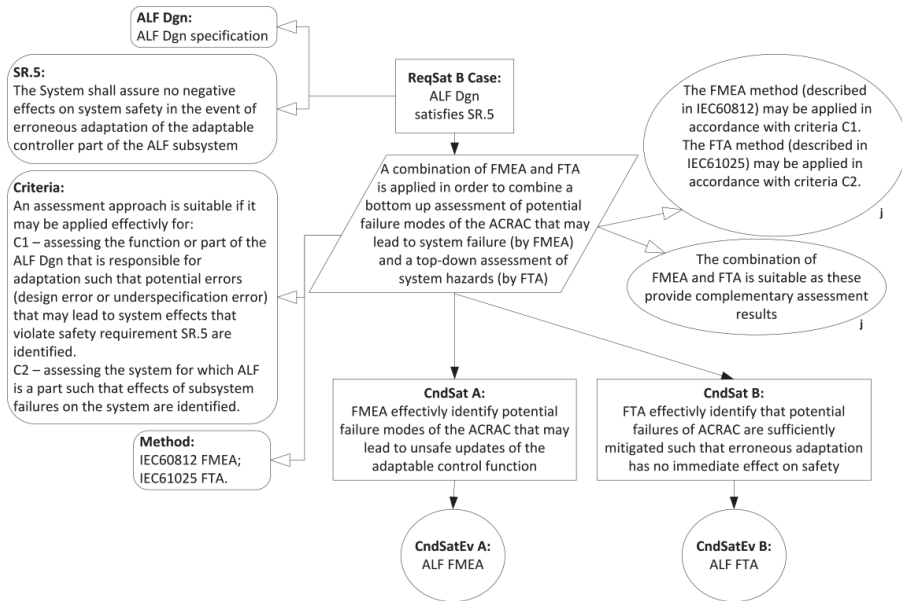 ALF Dgn:
ALF Dgn specification
SR.5:
The System shall assure no negative
effects on system safety in the event of
erroneous adaptation of the adaptable
controller part of the ALF subsystem
ReqSat B Case:
ALF Dgn
satisfies SR.5
The FMEA method (described
in IEC60812) may be applied in
accordance with criteria C1.
The FTA method (described in
IEC61025) may be applied in
accordance with criteria C2.
j
Criteria:
An assessment approach is suitable if it
may be applied effectivly for:
C1 – assessing the function or part of the
ALF Dgn that is responsible for
adaptation such that potential errors
(design error or underspecification error)
that may lead to system effects that
violate safety requirement SR.5 are
identified.
C2 – assessing the system for which ALF
is a part such that effects of subsystem
failures on the system are identified.
A combination of FMEA and FTA
is applied in order to combine a
bottom up assessment of potential
failure modes of the ACRAC that may
lead to system failure (by FMEA)
and a top-down assessment of
system hazards (by FTA)
The combination of
FMEA and FTA is suitable as these
provide complementary assessment
results
j
Method:
IEC60812 FMEA;
IEC61025 FTA.
CndSat A:
FMEA effectivly identify potential
failure modes of the ACRAC that may
lead to unsafe updates of the
adaptable control function
CndSat B:
FTA effectivly identify that potential
failures of ACRAC are sufficiently
mitigated such that erroneous adaptation
has no immediate effect on safety
CndSatEv A:
ALF FMEA
CndSatEv B:
ALF FTA